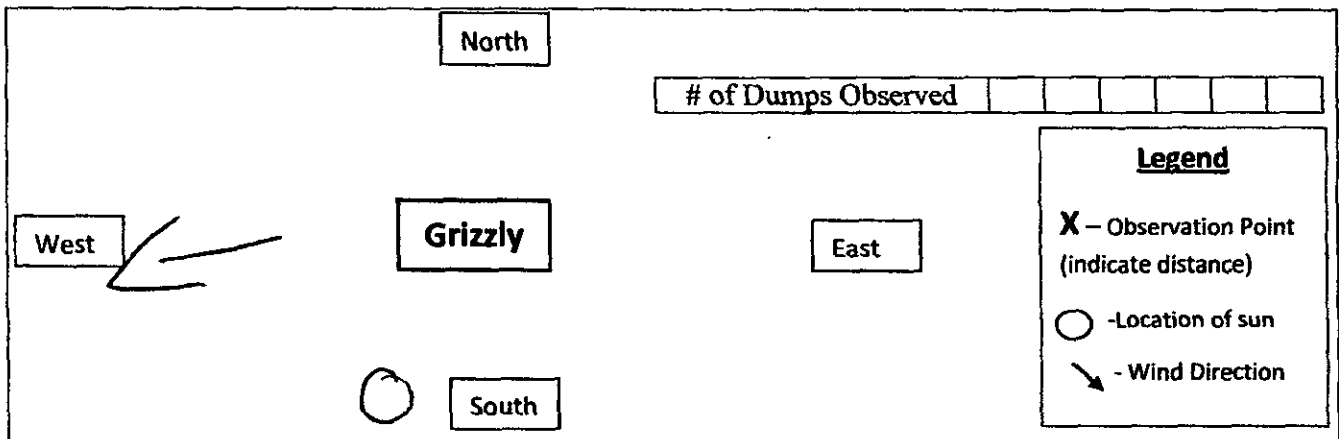 North
# of Dumps Observed
Legend
West
Grizzly
East
X – Observation Point
(indicate distance)
-Location of sun
- Wind Direction
South